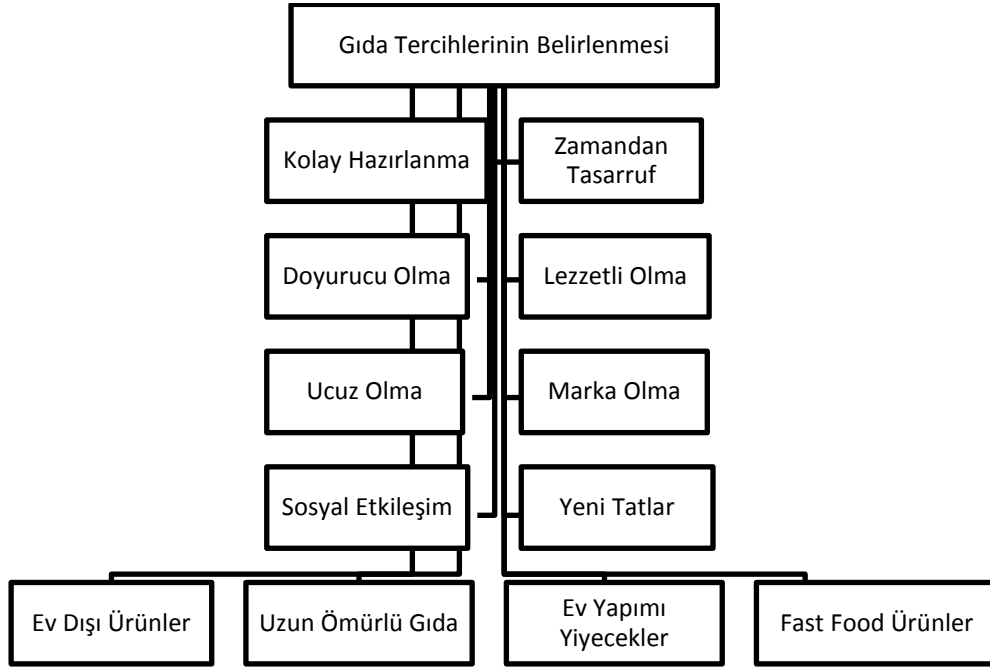 Gıda Tercihlerinin Belirlenmesi
Kolay Hazırlanma
Zamandan
Tasarruf
Doyurucu Olma
Lezzetli Olma
Ucuz Olma
Marka Olma
Sosyal Etkileşim
Yeni Tatlar
Ev Dışı Ürünler
Uzun Ömürlü Gıda
Ev Yapımı
Yiyecekler
Fast Food Ürünler